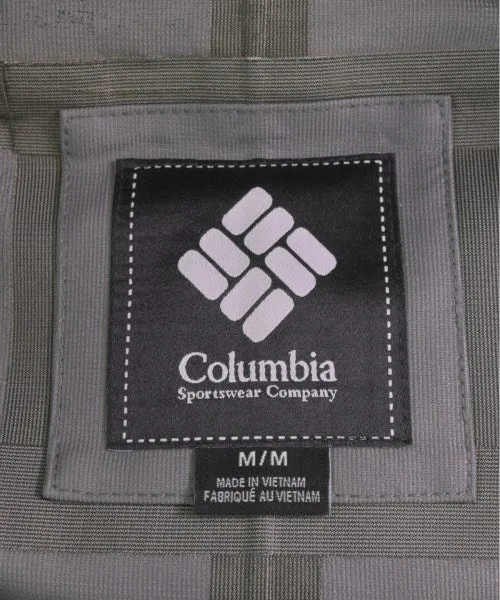 Columbia
Sportswear Company
M/M
MADE IN VIETNAM
FABRIQUÉ AU VIETNAM